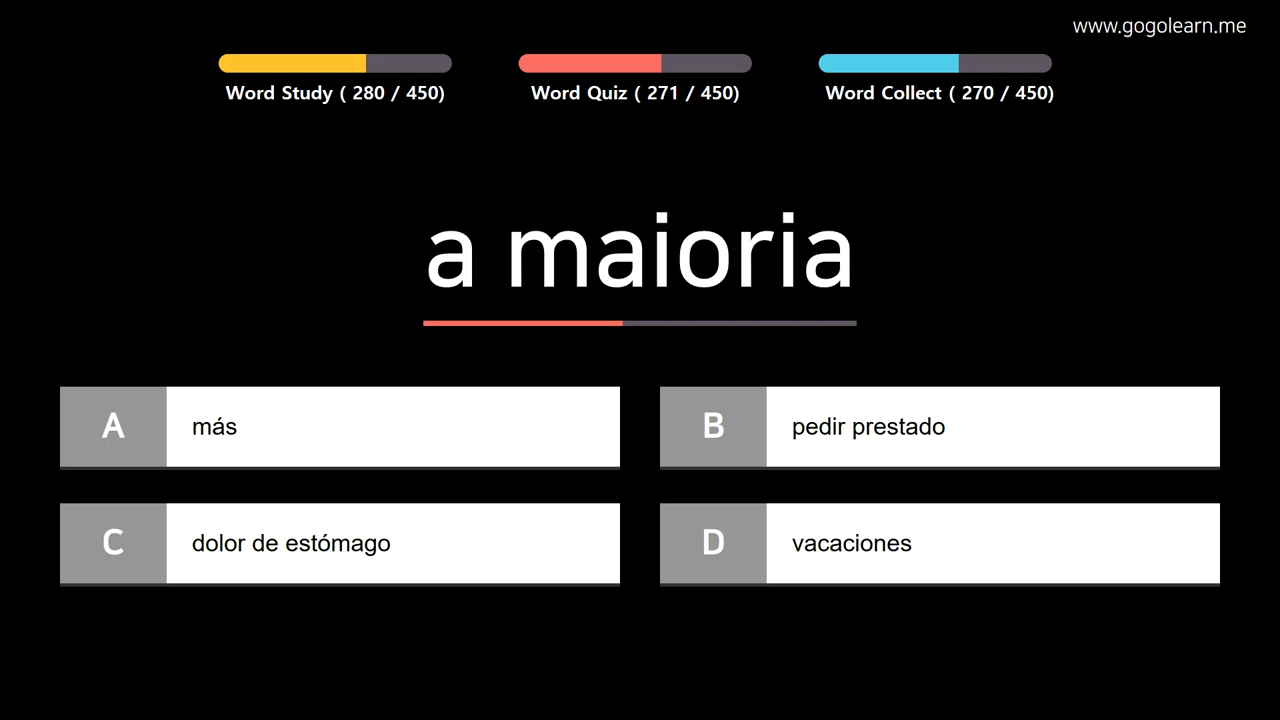 www.gogolearn.me
Word Study ( 280 / 450)
Word Quiz ( 271 / 450)
Word Collect ( 270 / 450)
a maioria
A
más
B
pedir prestado
C
dolor de estómago
D
vacaciones